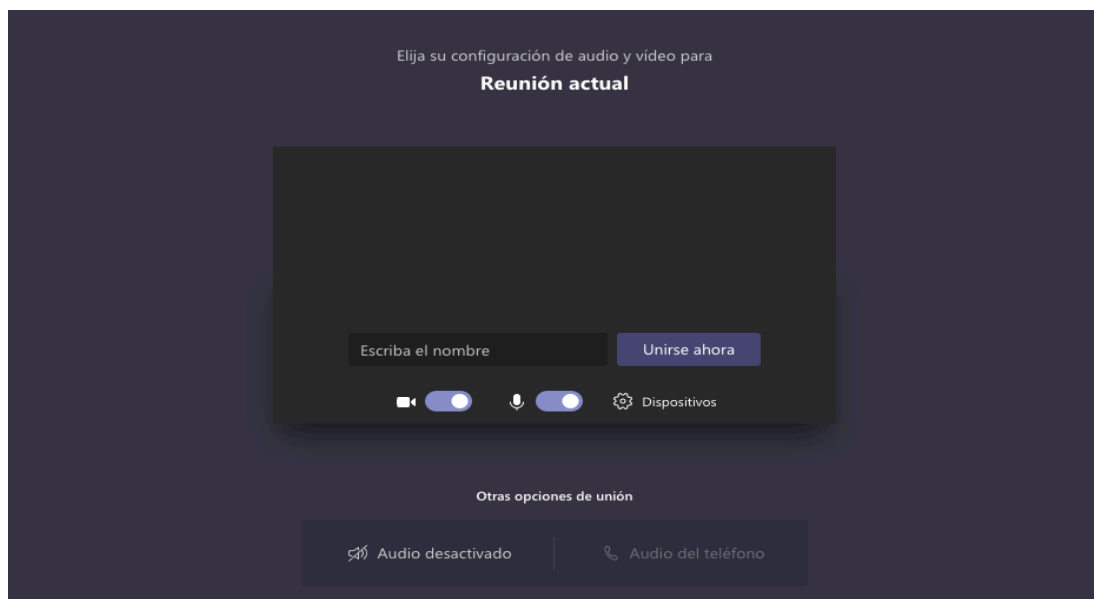 Elija su configuración de audio y vídeo para
Reunión actual
Escriba el nombre
Unirse ahora
Dispositivos
Otras opciones de unión
Audio desactivado
Audio del teléfono